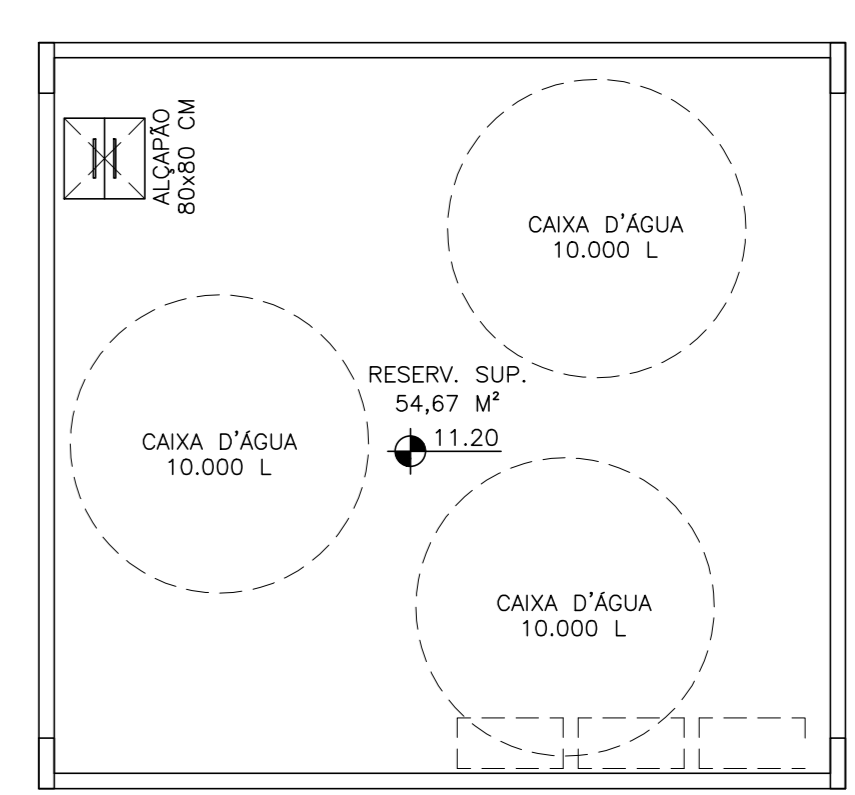 ALÇAPÃO
80x80 CM
CAIXA D'ÁGUA
10.000 L
RESERV. SUP.
54,67 M²
11.20
CAIXA D'ÁGUA
10.000 L
CAIXA D'ÁGUA
10.000 L